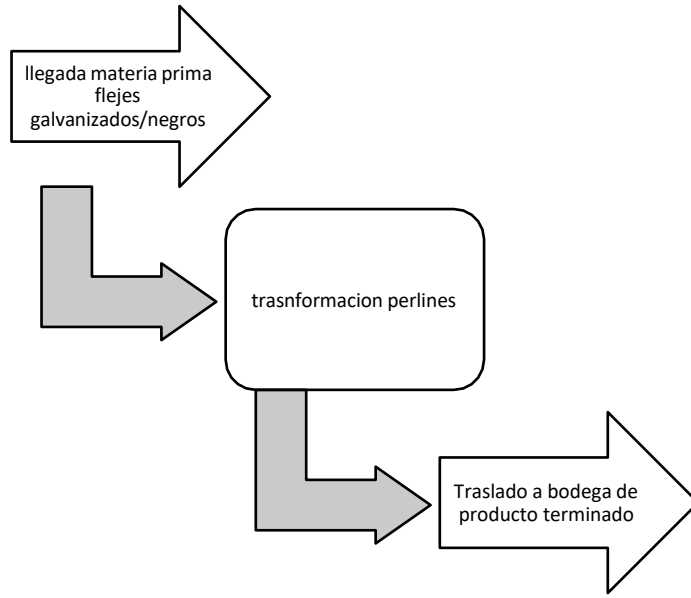 llegada materia prima
flejes
galvanizados/negros
trasnformacion perlines
Traslado a bodega de
producto terminado